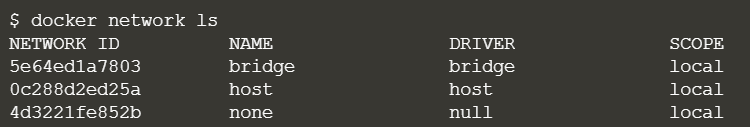 $ docker network ls
NETWORK ID NAME DRIVER SCOPE
5e64ed1a7803 bridge bridge local
0c288d2ed25a host host local
4d3221fe852b none null local